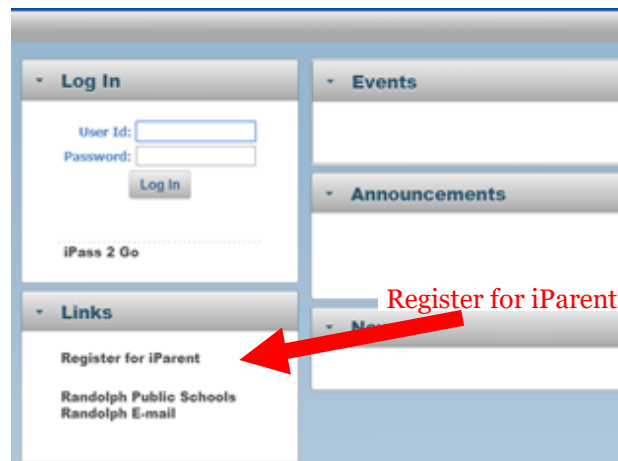 Log In
User Id:
Password:
Log In
iPass 2 Go
Links
Register for iParent
Randolph Public Schools
Randolph E-mail
Events
Announcements
Register for iParent